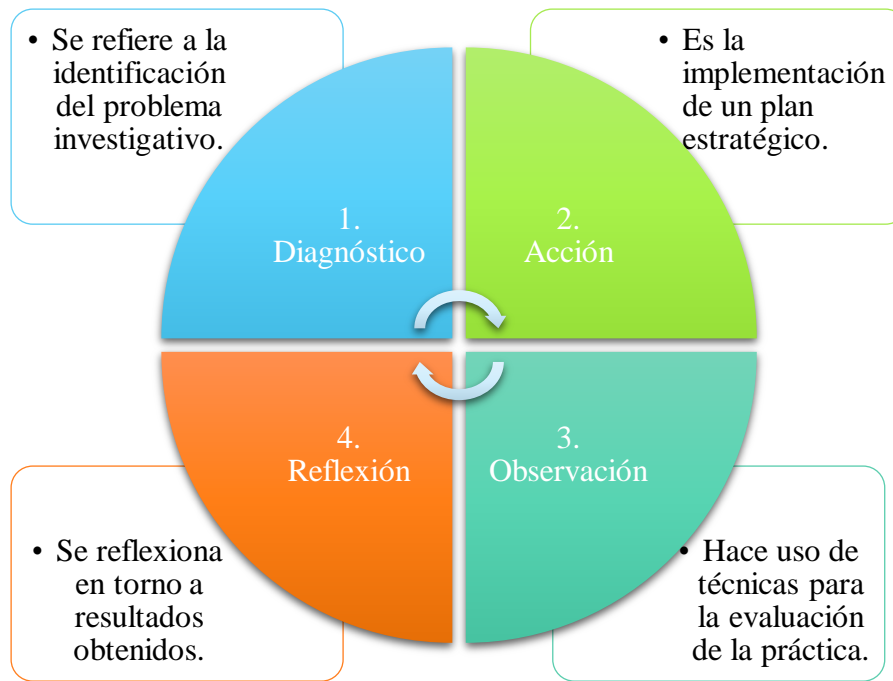 • Se refiere a la
identificación
del problema
investigativo.
• Es la
implementación
de un plan
estratégico.
1.
Diagnóstico
2.
Acción
4.
Reflexión
3.
Observación
• Se reflexiona
en torno a
resultados
obtenidos.
• Hace uso de
técnicas para
la evaluación
de la práctica.